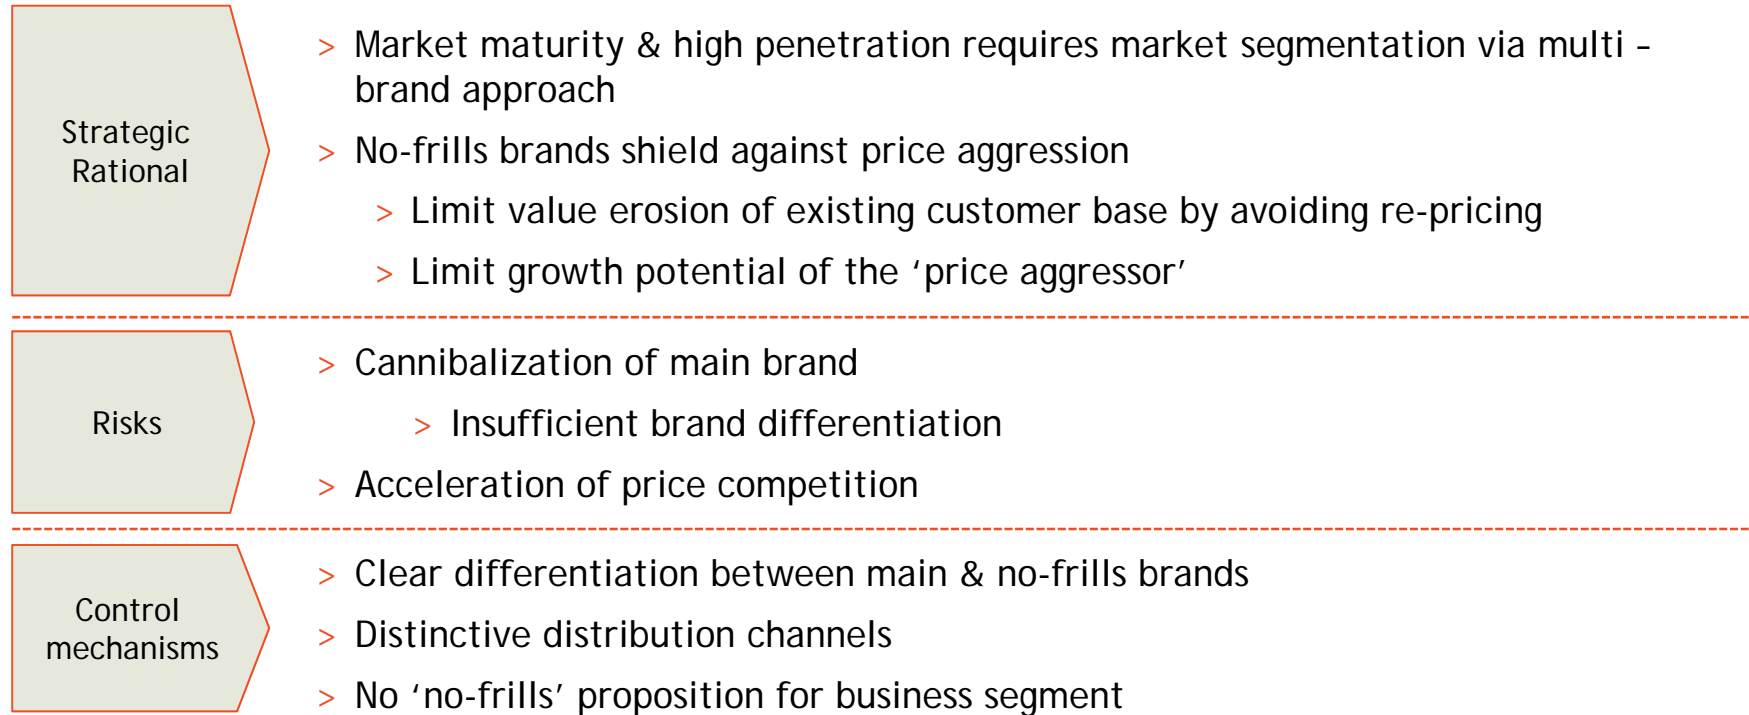 Strategic
Rational
> Market maturity & high penetration requires market segmentation via multi –
brand approach
> No-frills brands shield against price aggression
> Limit value erosion of existing customer base by avoiding re-pricing
> Limit growth potential of the ‘price aggressor’
Risks
> Cannibalization of main brand
> Insufficient brand differentiation
> Acceleration of price competition
Control
mechanisms
> Clear differentiation between main & no-frills brands
> Distinctive distribution channels
> No ‘no-frills’ proposition for business segment